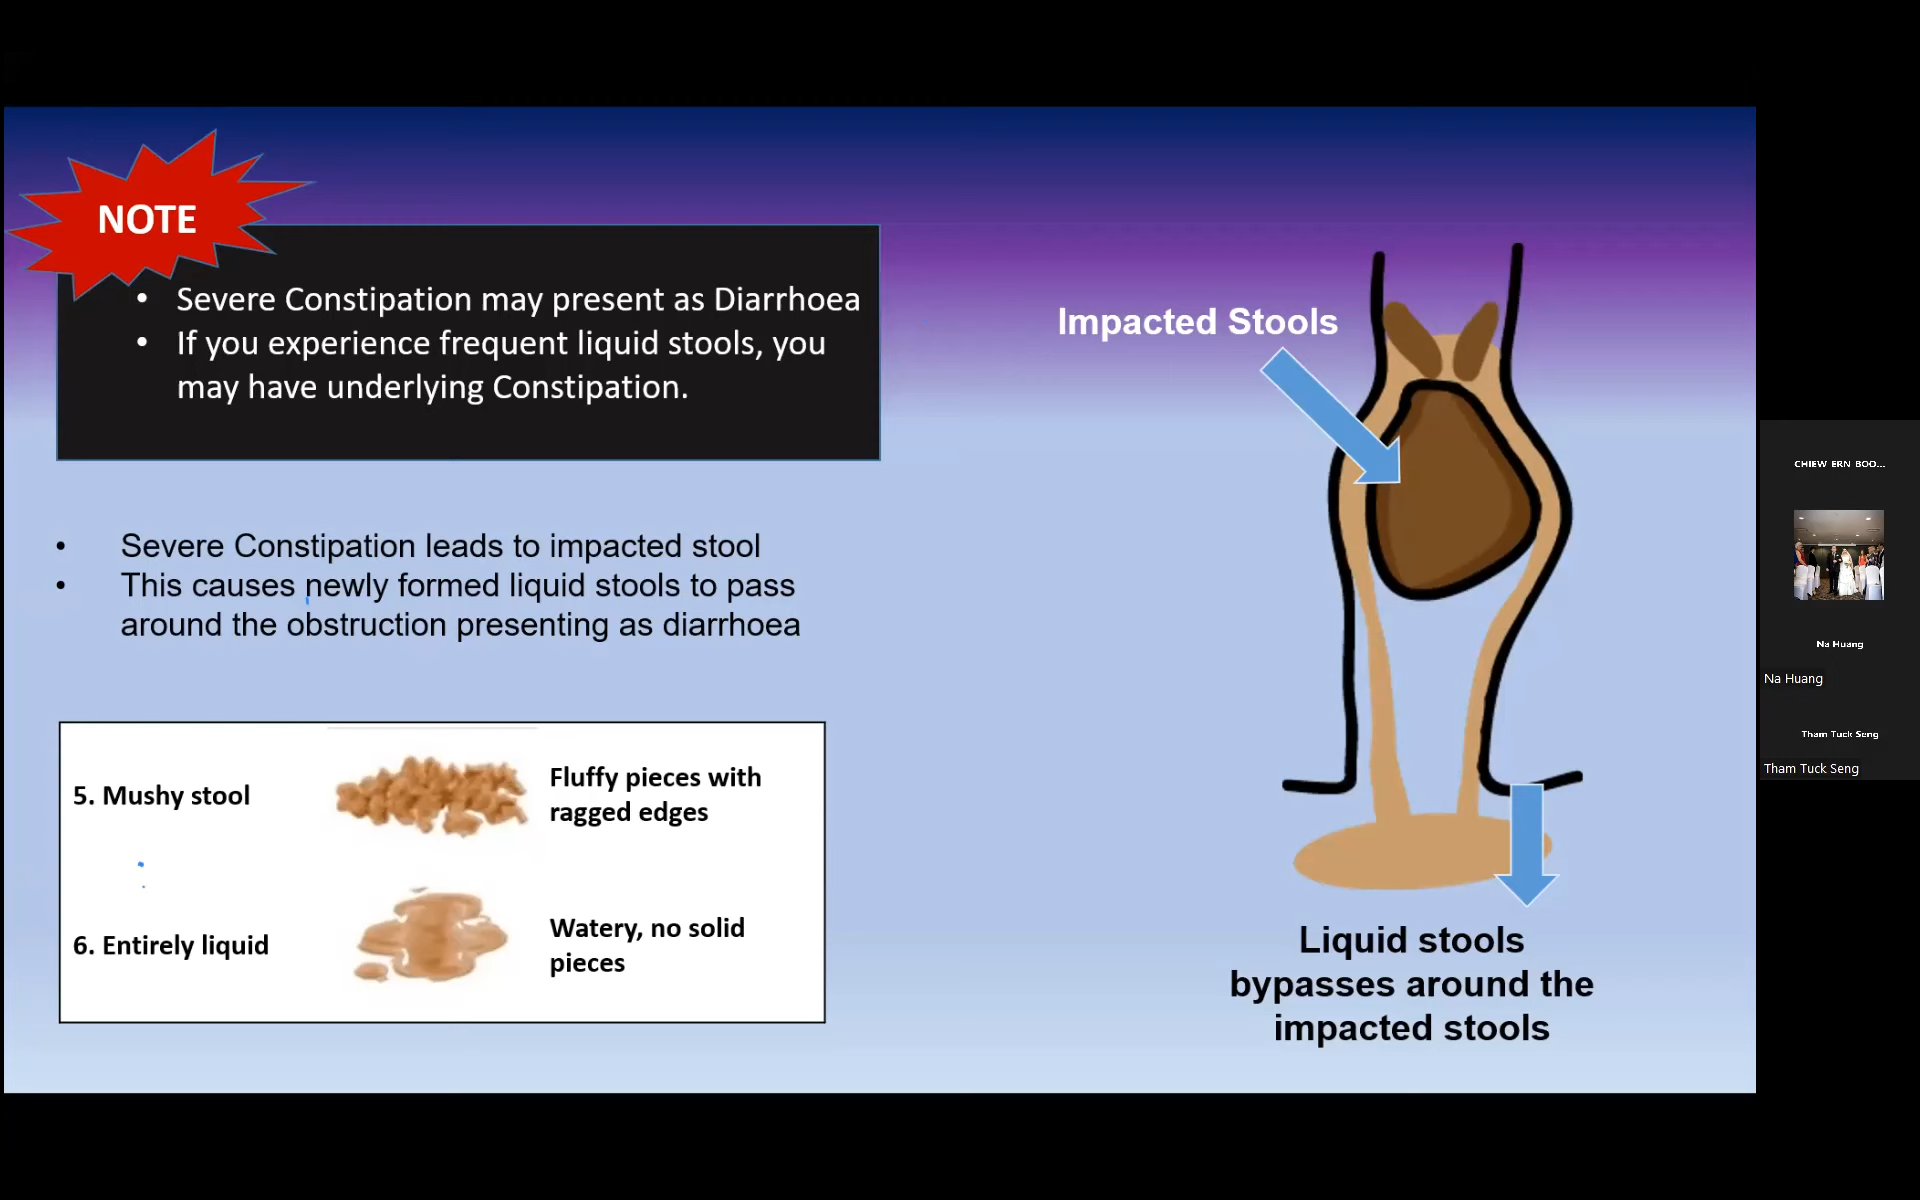 NOTE
• Severe Constipation may present as Diarrhoea
• If you experience frequent liquid stools, you
may have underlying Constipation.
• Severe Constipation leads to impacted stool
• This causes newly formed liquid stools to pass
around the obstruction presenting as diarrhoea
5. Mushy stool
Fluffy pieces with
ragged edges
6. Entirely liquid
Watery, no solid
pieces
Impacted Stools
Liquid stools
bypasses around the
impacted stools
CHIEW ERN BOO...
Na Huang
Na Huang
Tham Tuck Seng
Tham Tuck Seng